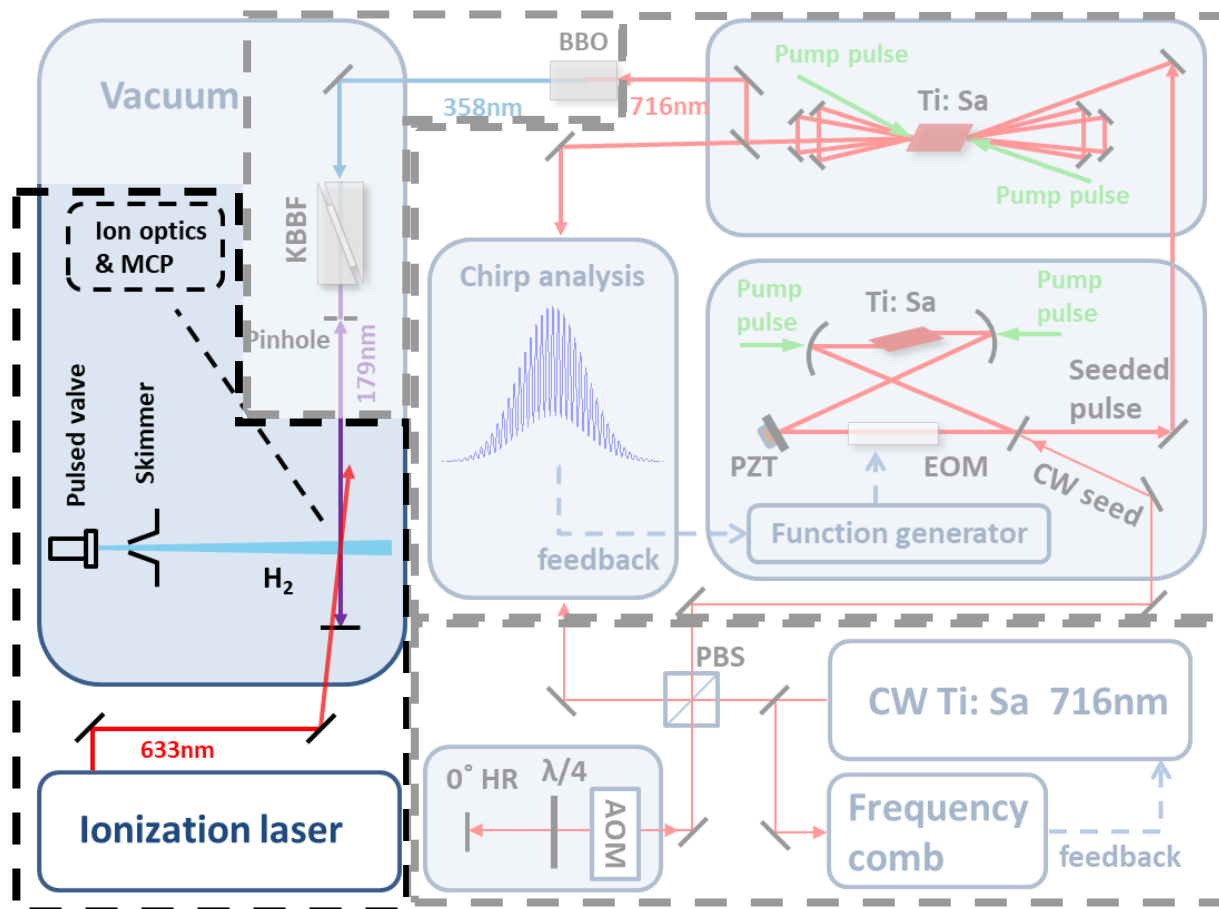 BBO
Vacuum
358nm
716nm
Pump pulse
Ti: Sa
Pump pulse
Ion optics
& MCP
KBBF
Pinhole
179nm
Pulsed valve
Skimmer
H₂
Chirp analysis
feedback
Pump
pulse
Ti: Sa
Pump
pulse
Seeded
pulse
PZT
EOM
CW seed
Function generator
PBS
CW Ti: Sa 716nm
633nm
Ionization laser
0° HR
λ/4
AOM
Frequency
comb
feedback